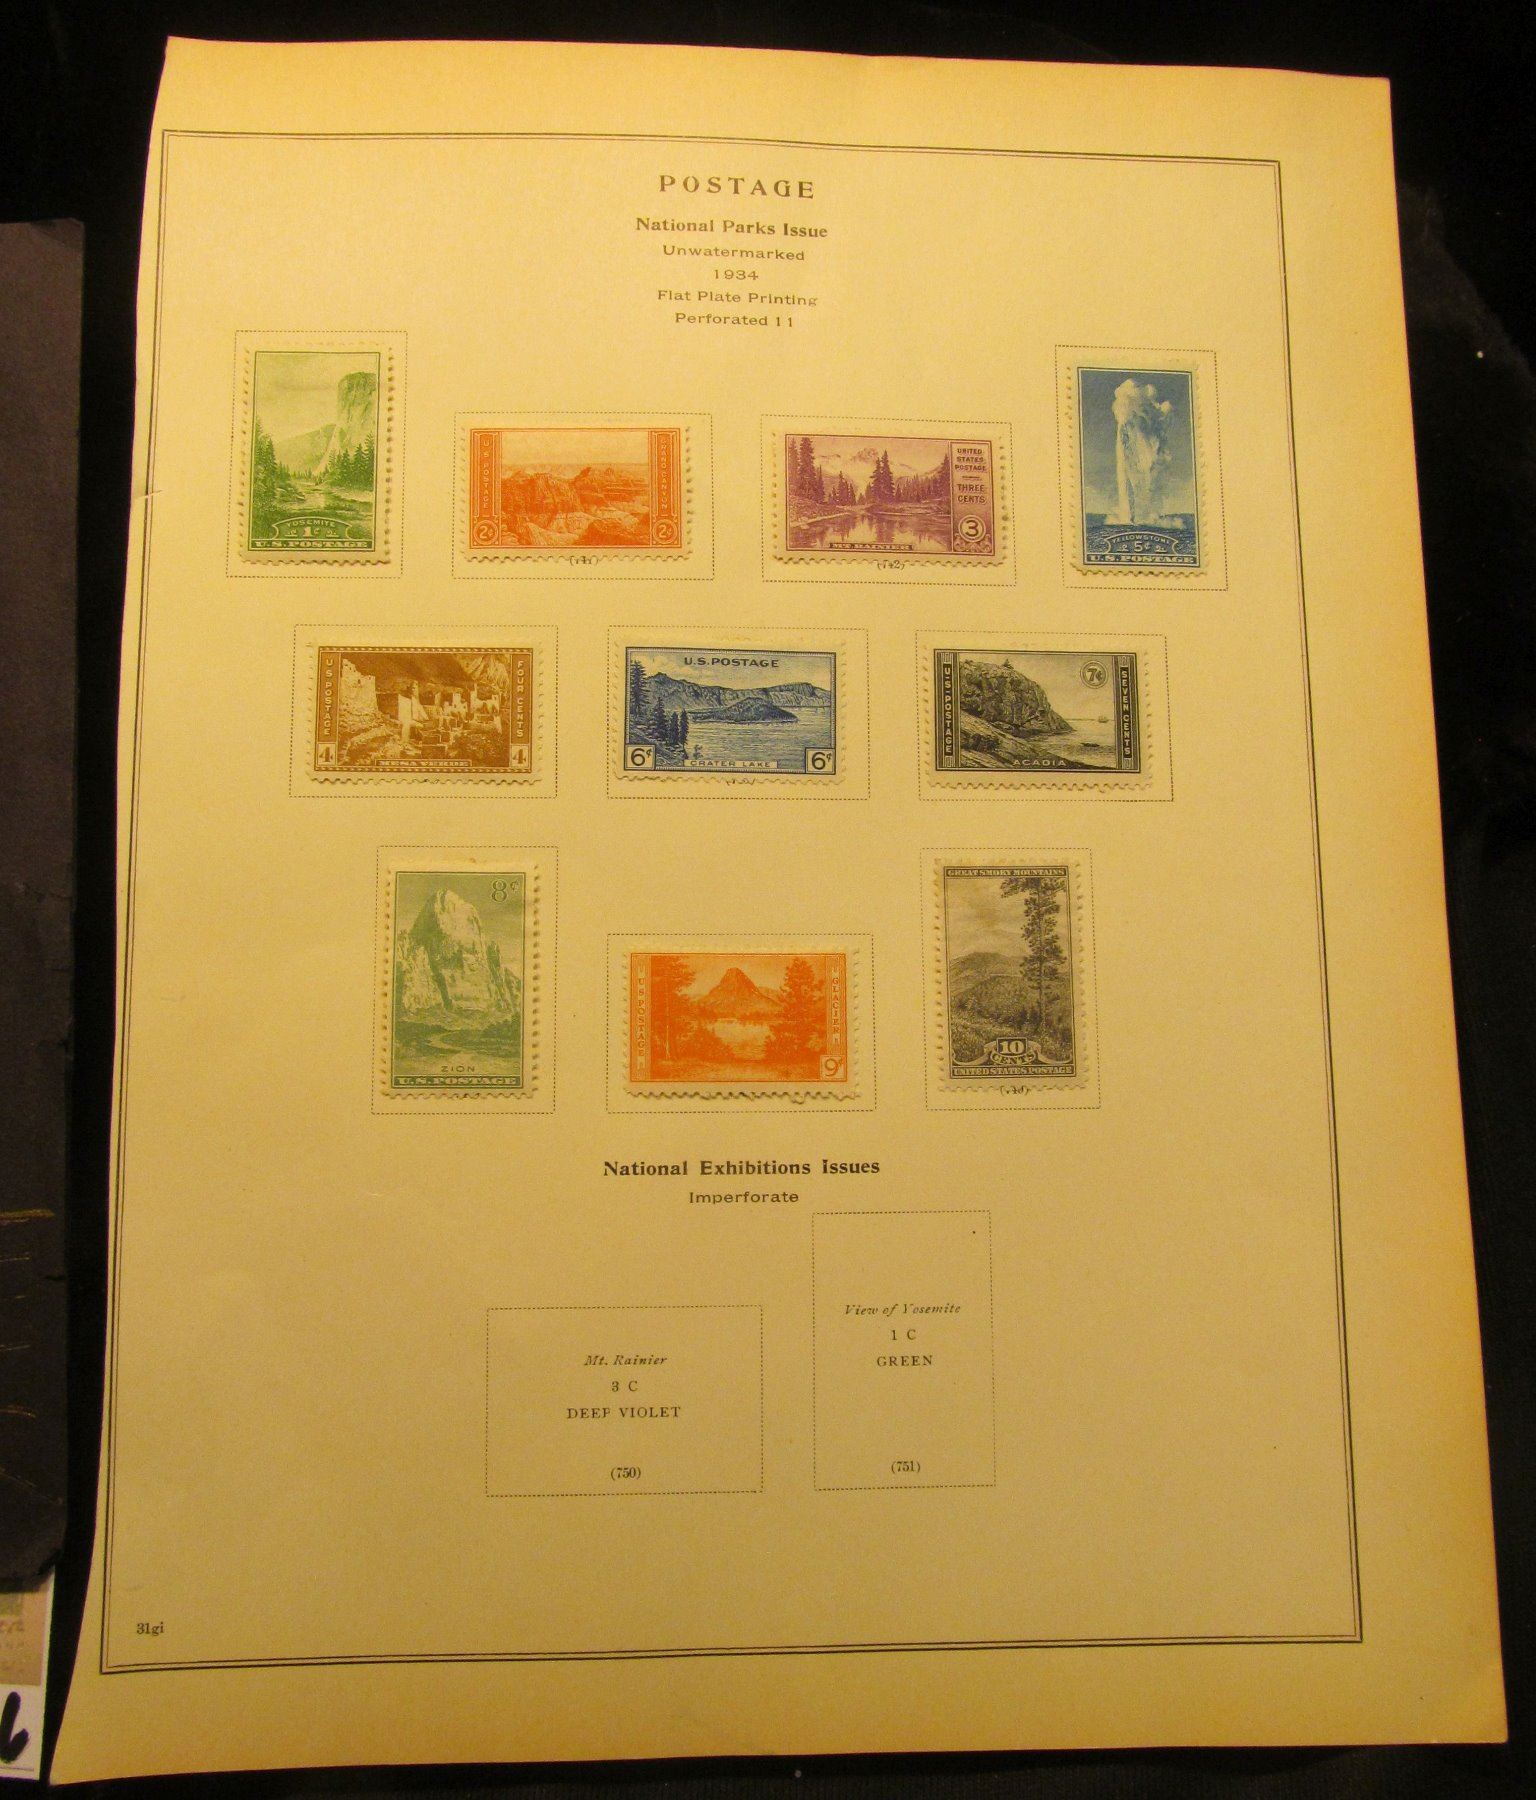 POSTAGE
National Parks Issue
Unwatermarked
1934
Flat Plate Printing
Perforated 11
YOSEMITE
1¢
U.S. POSTAGE
U S POSTAGE
GRAND CANYON
2¢ 2¢
UNITED
STATES
POSTAGE
THREE
CENTS
3
MT. RAINIER
(742)
YELLOWSTONE
5¢
U.S. POSTAGE
U S POSTAGE
FOUR CENTS
4 4
MESA VERDE
U.S. POSTAGE
6¢ 6¢
CRATER LAKE
U·S·POSTAGE
7¢
SEVEN CENTS
ACADIA
8¢
ZION
U.S. POSTAGE
U S POSTAGE
GLACIER
9¢
GREAT SMOKY MOUNTAINS
10
CENTS
UNITED STATES POSTAGE
National Exhibitions Issues
Imperforate
Mt. Rainier
3 C
DEEP VIOLET
(750)
View of Yosemite
1 C
GREEN
(751)
31gi
6